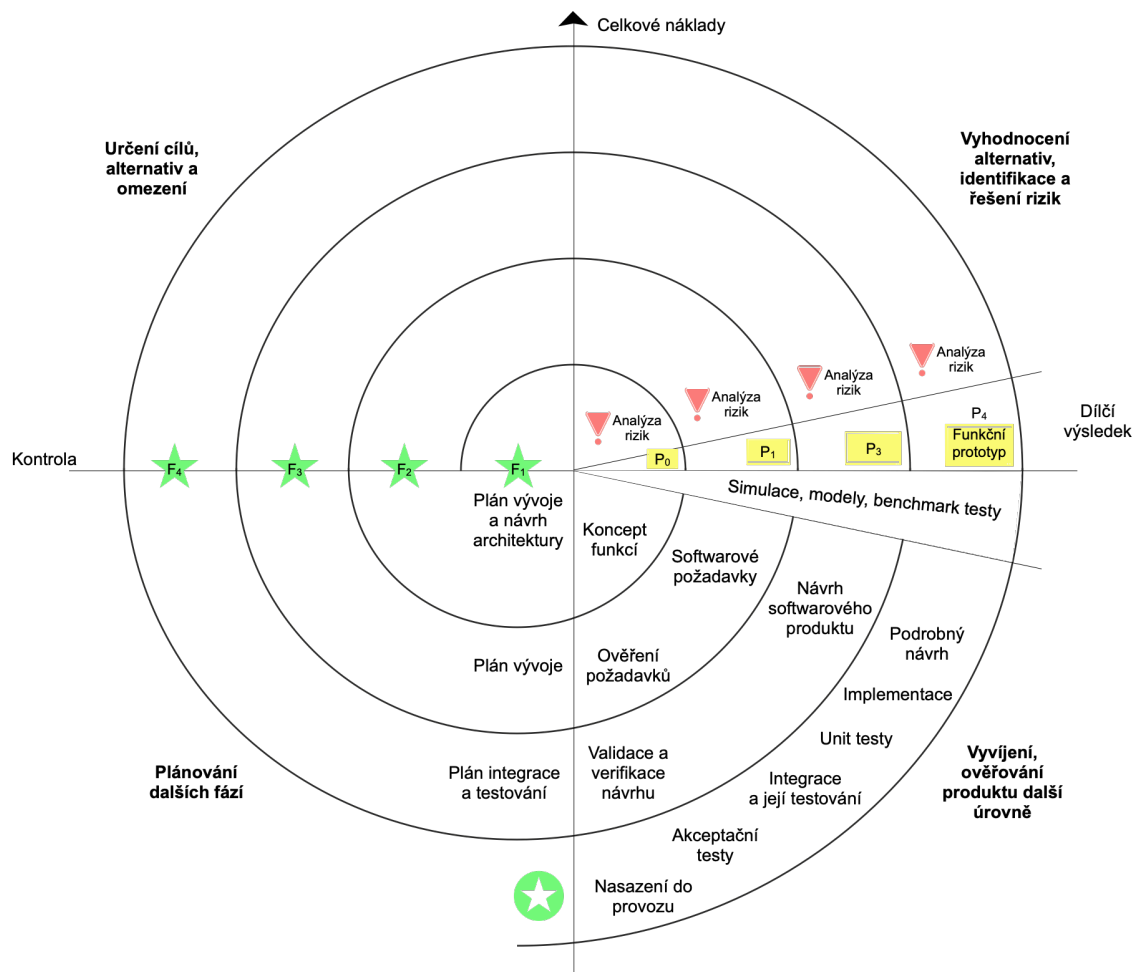 Celkové náklady
Určení cílů,
alternativ a
omezení
Vyhodnocení
alternativ,
identifikace a
řešení rizik
Analýza
rizik
Analýza
rizik
Analýza
rizik
Analýza
rizik
Kontrola
F4
F3
F2
F1
P0
P1
P3
P4
Funkční
prototyp
Dílčí
výsledek
Simulace, modely, benchmark testy
Plán vývoje
a návrh
architektury
Koncept
funkcí
Softwarové
požadavky
Návrh
softwarového
produktu
Podrobný
návrh
Plán vývoje
Ověření
požadavků
Implementace
Unit testy
Plánování
dalších fází
Plán integrace
a testování
Validace a
verifikace
návrhu
Integrace
a její testování
Vyvíjení,
ověřování
produktu další
úrovně
Akceptační
testy
Nasazení do
provozu